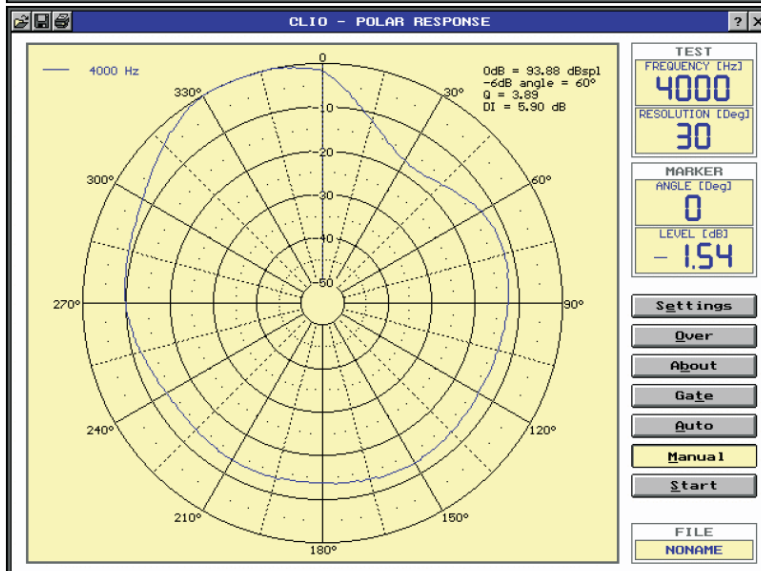 CLIO - POLAR RESPONSE
? X
4000 Hz
0dB = 93.88 dBspl
-6dB angle = 60°
Q = 3.89
DI = 5.90 dB
0
30°
60°
90°
120°
150°
180°
210°
240°
270°
300°
330°
-10
-20
-30
-40
-50
TEST
FREQUENCY [Hz]
4000
RESOLUTION [Deg]
30
MARKER
ANGLE [Deg]
0
LEVEL [dB]
- 1.54
Settings
Over
About
Gate
Auto
Manual
Start
FILE
NONAME